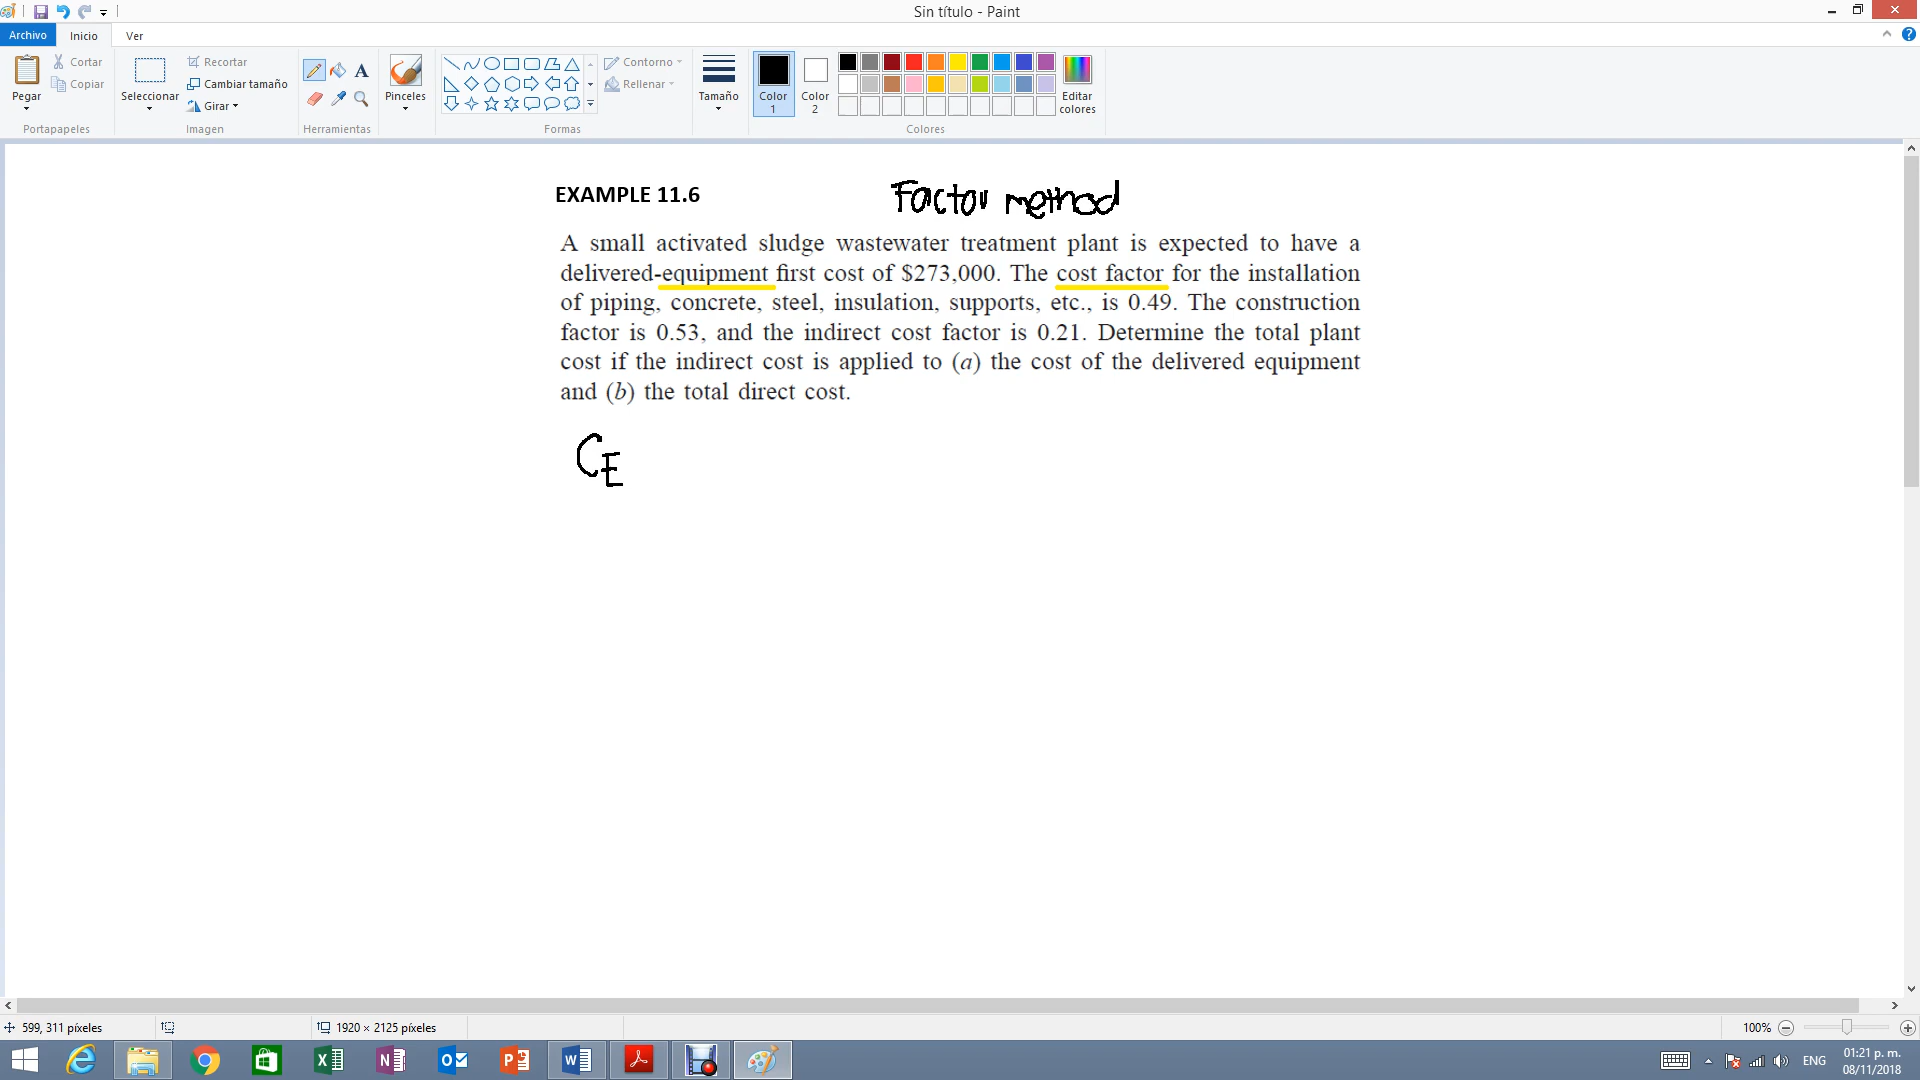 Sin título - Paint
Archivo
Inicio
Ver
Pegar
Cortar
Copiar
Portapapeles
Seleccionar
Recortar
Cambiar tamaño
Girar
Imagen
A
Herramientas
Pinceles
Contorno
Rellenar
Formas
Tamaño
Color
1
Color
2
Colores
Editar
colores
EXAMPLE 11.6
Factor method
A small activated sludge wastewater treatment plant is expected to have a
delivered-equipment first cost of $273,000. The cost factor for the installation
of piping, concrete, steel, insulation, supports, etc., is 0.49. The construction
factor is 0.53, and the indirect cost factor is 0.21. Determine the total plant
cost if the indirect cost is applied to (a) the cost of the delivered equipment
and (b) the total direct cost.
CE
599, 311 píxeles
1920 × 2125 píxeles
100%
ENG
01:21 p. m.
08/11/2018